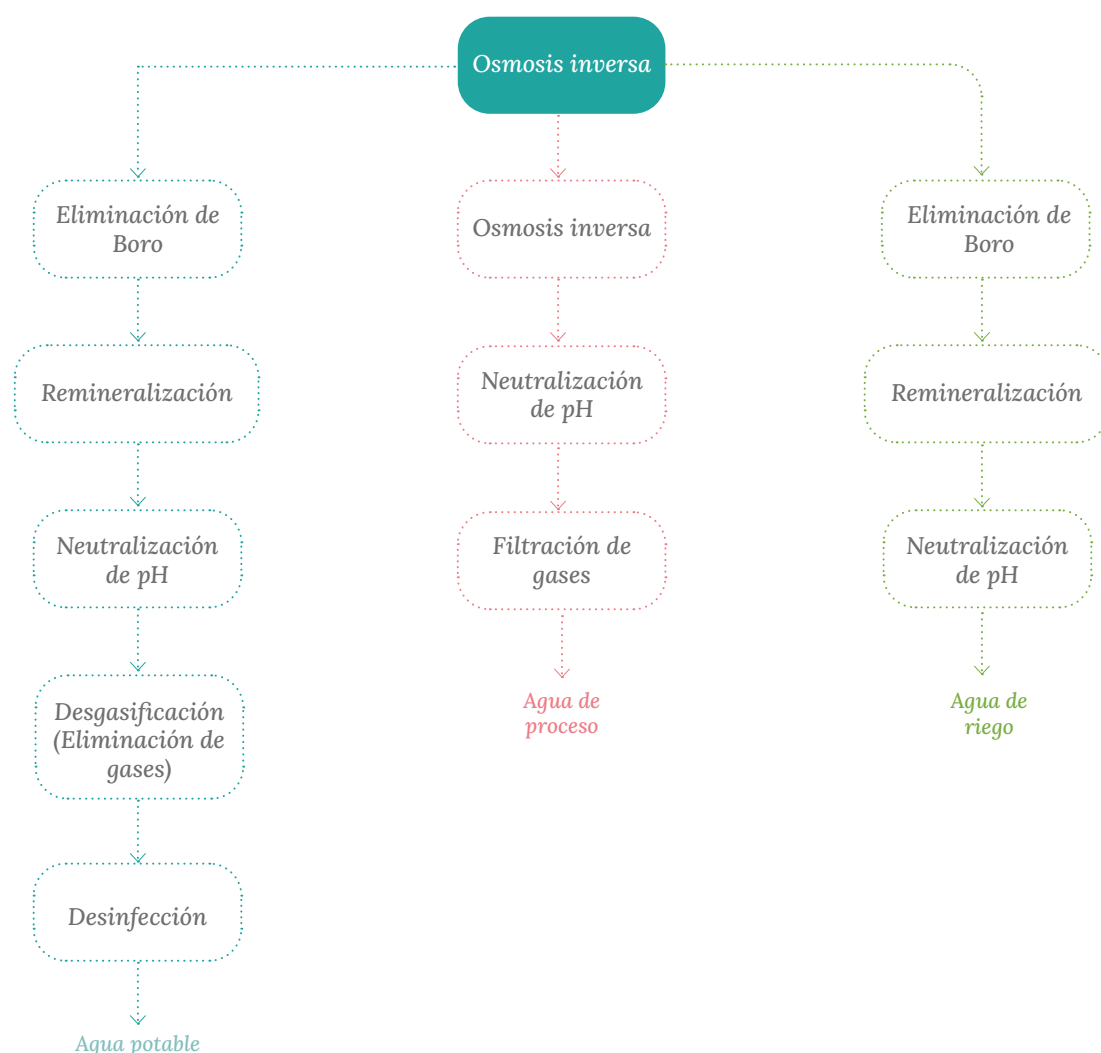 Osmosis inversa
Eliminación de
Boro
Osmosis inversa
Eliminación de
Boro
Remineralización
Neutralización
de pH
Remineralización
Neutralización
de pH
Filtración de
gases
Neutralización
de pH
Desgasificación
(Eliminación de
gases)
Agua de
proceso
Agua de
riego
Desinfección
Agua potable